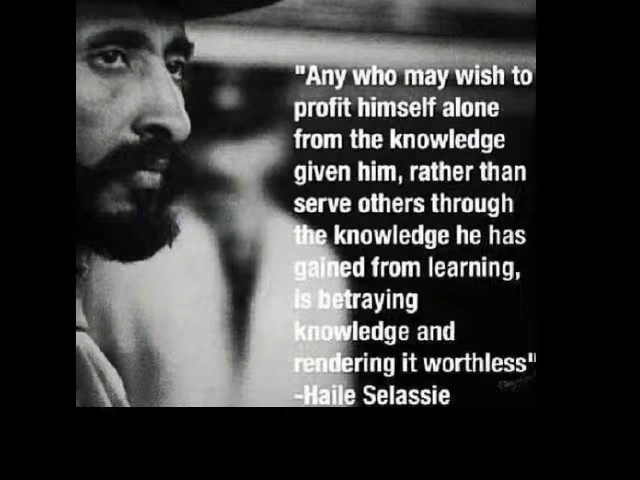 "Any who may wish to
profit himself alone
from the knowledge
given him, rather than
serve others through
the knowledge he has
gained from learning,
is betraying
knowledge and
rendering it worthless"
-Haile Selassie